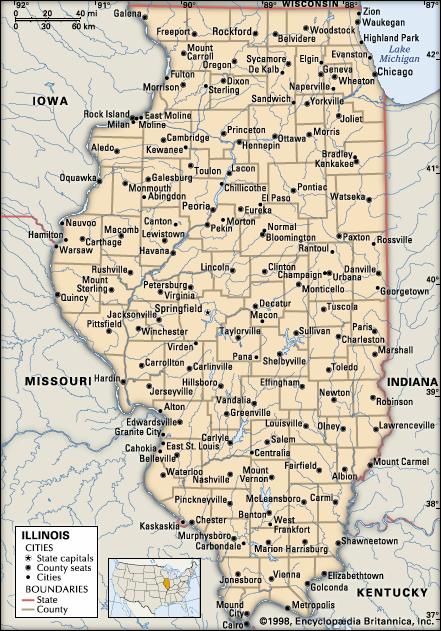 92° 91° 90° 89° 88° 87°
0 20 40 mi
0 30 60 km
WISCONSIN
Galena
Zion
Waukegan
Highland Park
Lake
Michigan
Freeport Rockford
Belvidere
Woodstock
Mount
Carroll
Oregon
Sycamore
De Kalb
Elgin
Evanston
42°
Geneva
Chicago
Wheaton
Naperville
Fulton
Morrison
Dixon
Sterling
IOWA
Sandwich
Yorkville
Joliet
Rock Island East Moline
Milan Moline
Cambridge
Princeton
Hennepin
Ottawa
Morris
Aledo
Kewanee
Bradley
Kankakee
41°
Toulon
Lacon
Oquawka
Galesburg
Monmouth
Abingdon
Chillicothe
Pontiac
El Paso
Watseka
Peoria
Eureka
Nauvoo
Hamilton
Warsaw
Carthage
Macomb
Canton
Lewistown
Havana
Morton
Pekin
Normal
Bloomington
Paxton
Rossville
Rantoul
Rushville
Mount
Sterling
Lincoln
Clinton
Champaign
Urbana
Danville
40°
Quincy
Petersburg
Virginia
Monticello
Georgetown
Springfield
Decatur
Macon
Tuscola
Jacksonville
Pittsfield
Winchester
Taylorville
Sullivan
Paris
Charleston
Virden
Pana
Shelbyville
Marshall
Carrollton
Carlinville
Toledo
MISSOURI
Hardin
Jerseyville
Hillsboro
Effingham
INDIANA
39°
Newton
Robinson
Alton
Vandalia
Greenville
Edwardsville
Granite City
Louisville
Olney
Lawrenceville
Cahokia
East St. Louis
Belleville
Carlyle
Salem
Centralia
Waterloo
Nashville
Mount
Vernon
Fairfield
Albion
Mount Carmel
Pinckneyville
McLeansboro
Carmi
38°
Kaskaskia
Chester
Benton
West
Frankfort
Murphysboro
Carbondale
Marion Harrisburg
Shawneetown
ILLINOIS
CITIES
State capitals
County seats
Cities
BOUNDARIES
State
County
Jonesboro
Vienna
Elizabethtown
Golconda
KENTUCKY
Mound
City
Cairo
Metropolis
37°
©1998, Encyclopædia Britannica, Inc.